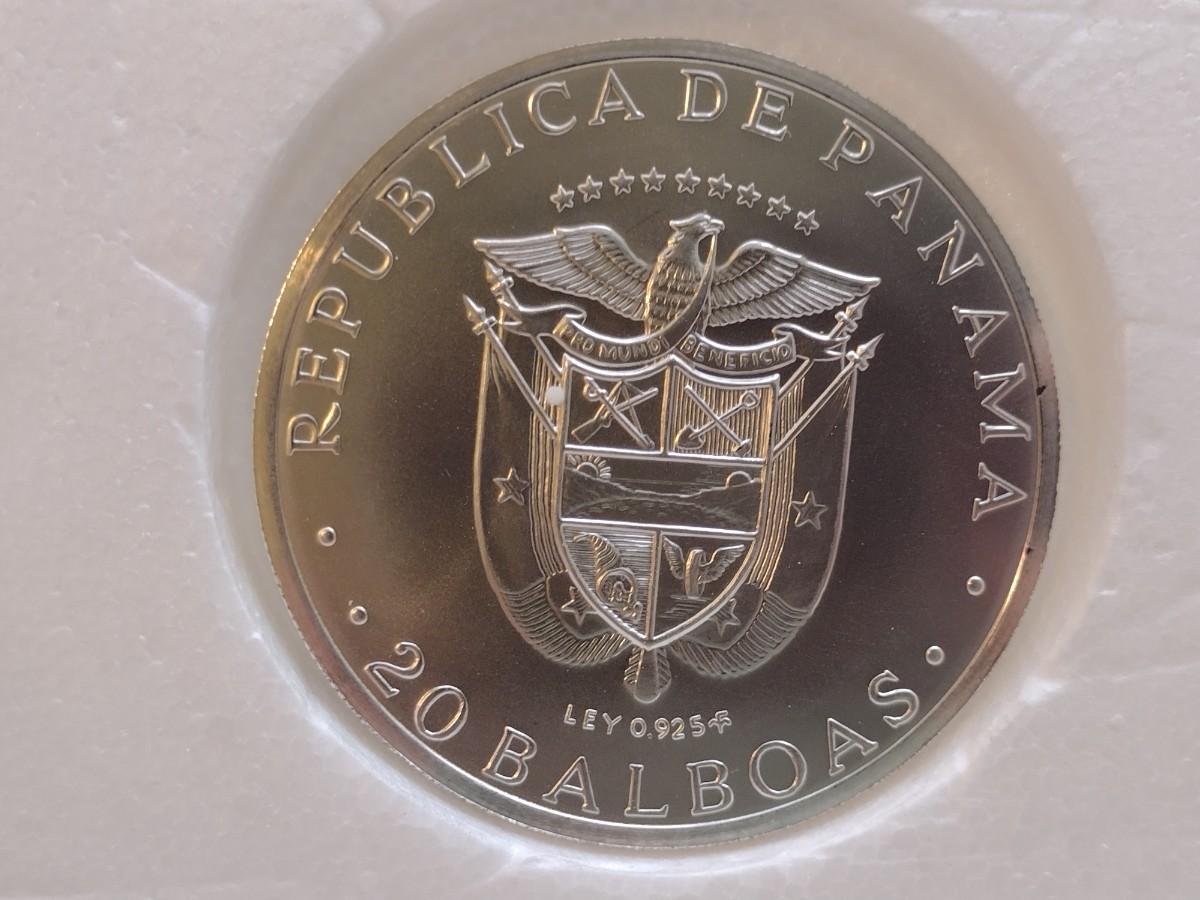 REPUBLICA DE PANAMA
PRO MUNDI BENEFICIO
LEY 0.925
· 20 BALBOAS ·